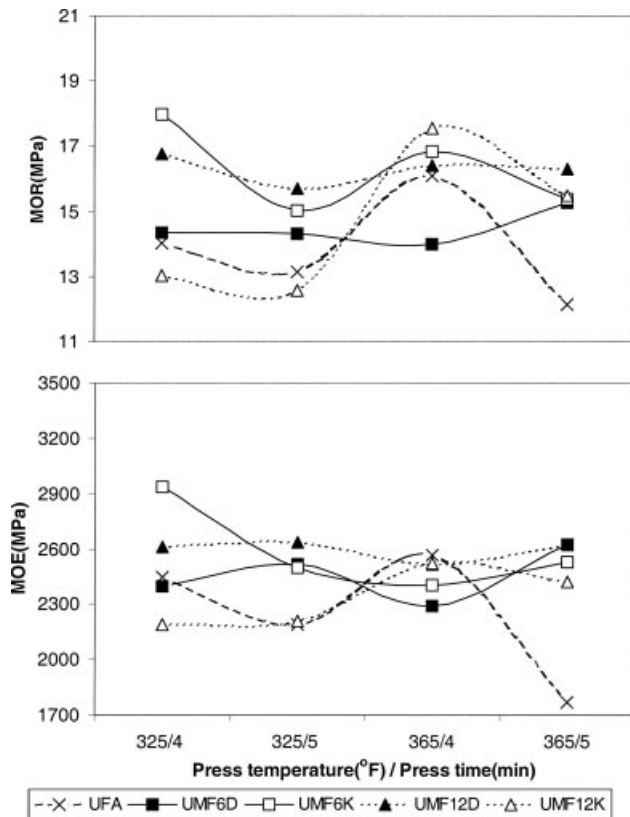 21
19
17
15
13
11
MOR(MPa)
3500
3200
2900
2600
2300
2000
1700
MOE(MPa)
325/4 325/5 365/4 365/5
Press temperature(°F) / Press time(min)
UFA UMF6D UMF6K UMF12D UMF12K